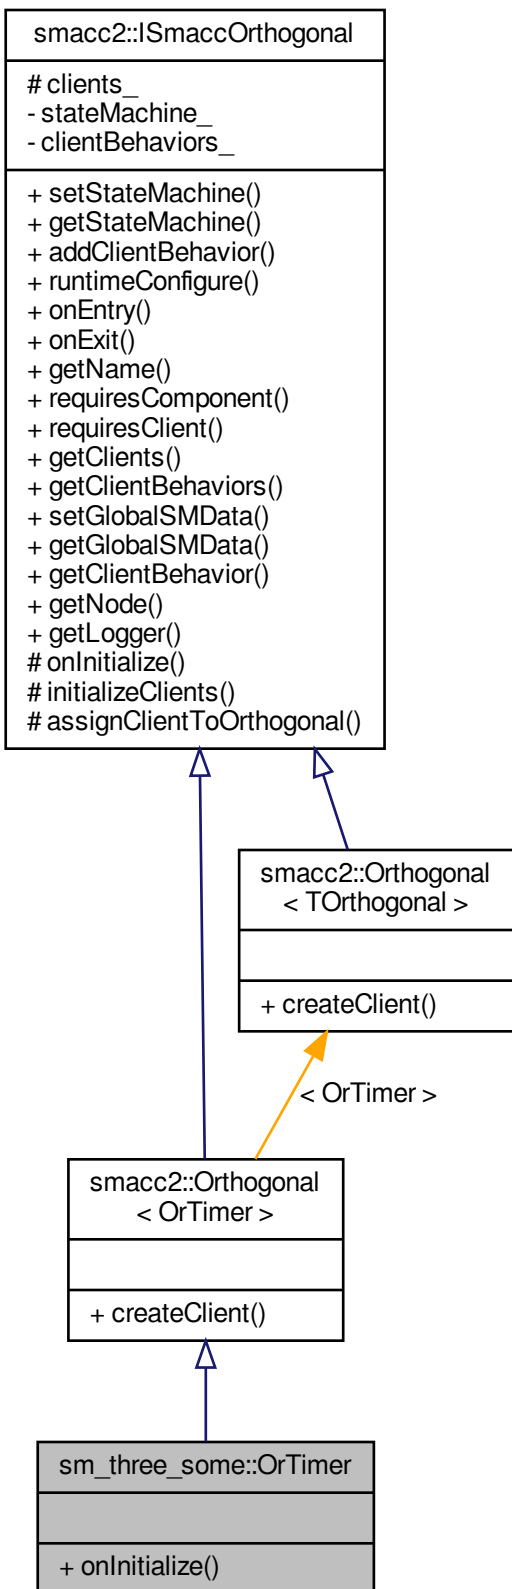 smacc2::ISmaccOrthogonal
# clients_
- stateMachine_
- clientBehaviors_
+ setStateMachine()
+ getStateMachine()
+ addClientBehavior()
+ runtimeConfigure()
+ onEntry()
+ onExit()
+ getName()
+ requiresComponent()
+ requiresClient()
+ getClients()
+ getClientBehaviors()
+ setGlobalSMData()
+ getGlobalSMData()
+ getClientBehavior()
+ getNode()
+ getLogger()
# onInitialize()
# initializeClients()
# assignClientToOrthogonal()
smacc2::Orthogonal
< TOrthogonal >
+ createClient()
< OrTimer >
smacc2::Orthogonal
< OrTimer >
+ createClient()
sm_three_some::OrTimer
+ onInitialize()